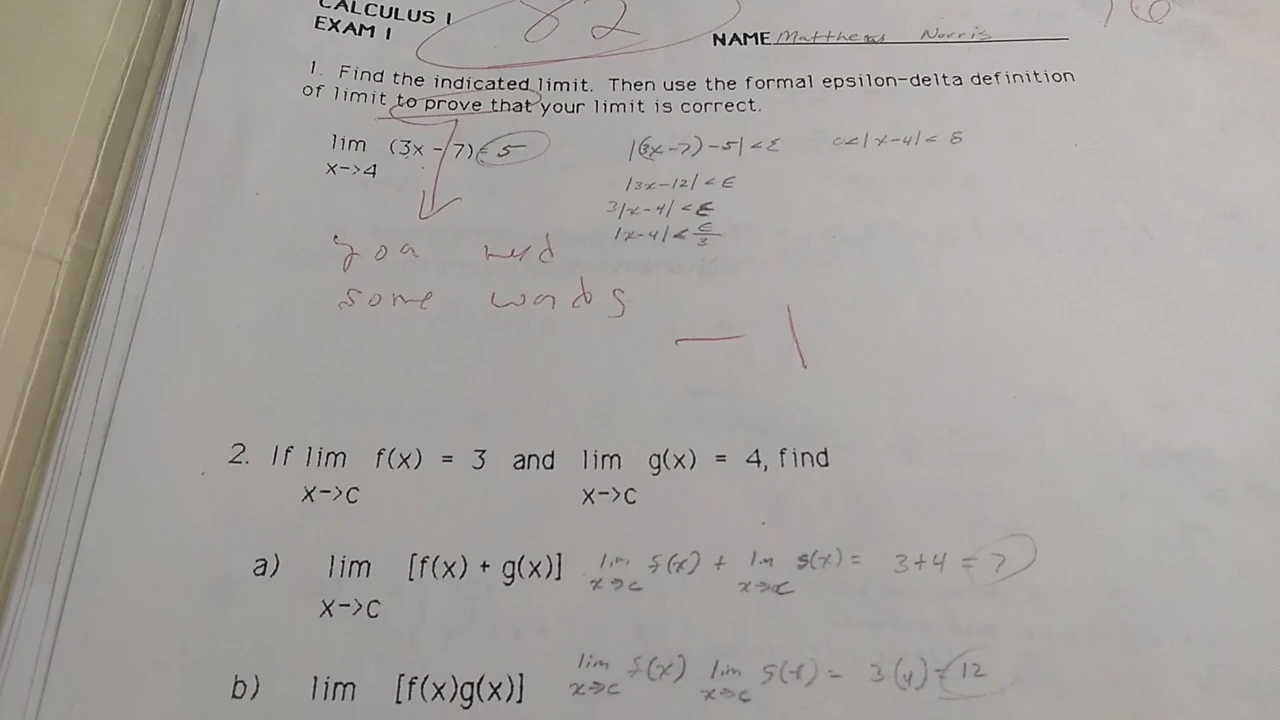 CALCULUS I
82
EXAM I
NAME Matthew Norris
1. Find the indicated limit. Then use the formal epsilon-delta definition
of limit to prove that your limit is correct.
lim (3x - 7) = 5
x->4
|(3x-7)-5| < ε 0<|x-4|< δ
|3x-12| < ε
3|x-4| < ε
|x-4| < ε/3
you need
some words
-1
2. If lim f(x) = 3 and lim g(x) = 4, find
x->c x->c
a) lim [f(x) + g(x)] lim f(x) + lim g(x) = 3+4 = 7
x->c x→c x→c
b) lim [f(x)g(x)] lim f(x) lim g(x) = 3(4) = 12
x→c x→c